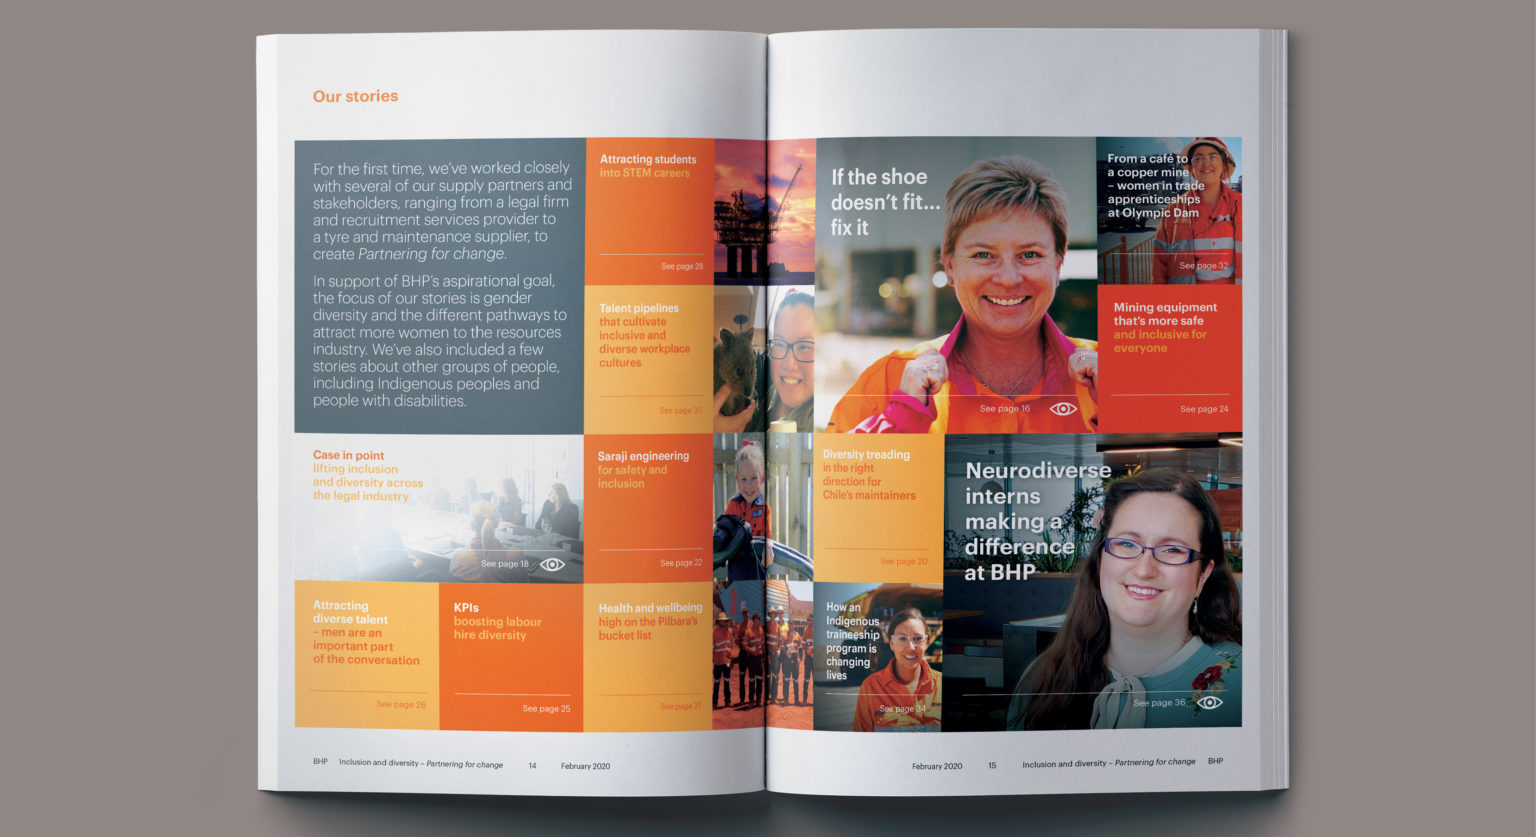 Our stories
For the first time, we've worked closely
with several of our supply partners and
stakeholders, ranging from a legal firm
and recruitment services provider to
a tyre and maintenance supplier, to
create Partnering for change.
In support of BHP's aspirational goal,
the focus of our stories is gender
diversity and the different pathways to
attract more women to the resources
industry. We've also included a few
stories about other groups of people,
including Indigenous peoples and
people with disabilities.
Attracting students
into STEM careers
See page 28
Talent pipelines
that cultivate
inclusive and
diverse workplace
cultures
See page 30
Case in point
lifting inclusion
and diversity across
the legal industry
See page 18
Saraji engineering
for safety and
inclusion
See page 22
Attracting
diverse talent
– men are an
important part
of the conversation
See page 26
KPIs
boosting labour
hire diversity
See page 25
Health and wellbeing
high on the Pilbara's
bucket list
See page 27
BHP Inclusion and diversity – Partnering for change 14 February 2020
If the shoe
doesn't fit...
fix it
See page 16
From a café to
a copper mine
– women in trade
apprenticeships
at Olympic Dam
See page 32
Mining equipment
that's more safe
and inclusive for
everyone
See page 24
Diversity treading
in the right
direction for
Chile's maintainers
See page 20
Neurodiverse
interns
making a
difference
at BHP
See page 36
How an
Indigenous
traineeship
program is
changing
lives
See page 34
February 2020 15 Inclusion and diversity – Partnering for change BHP